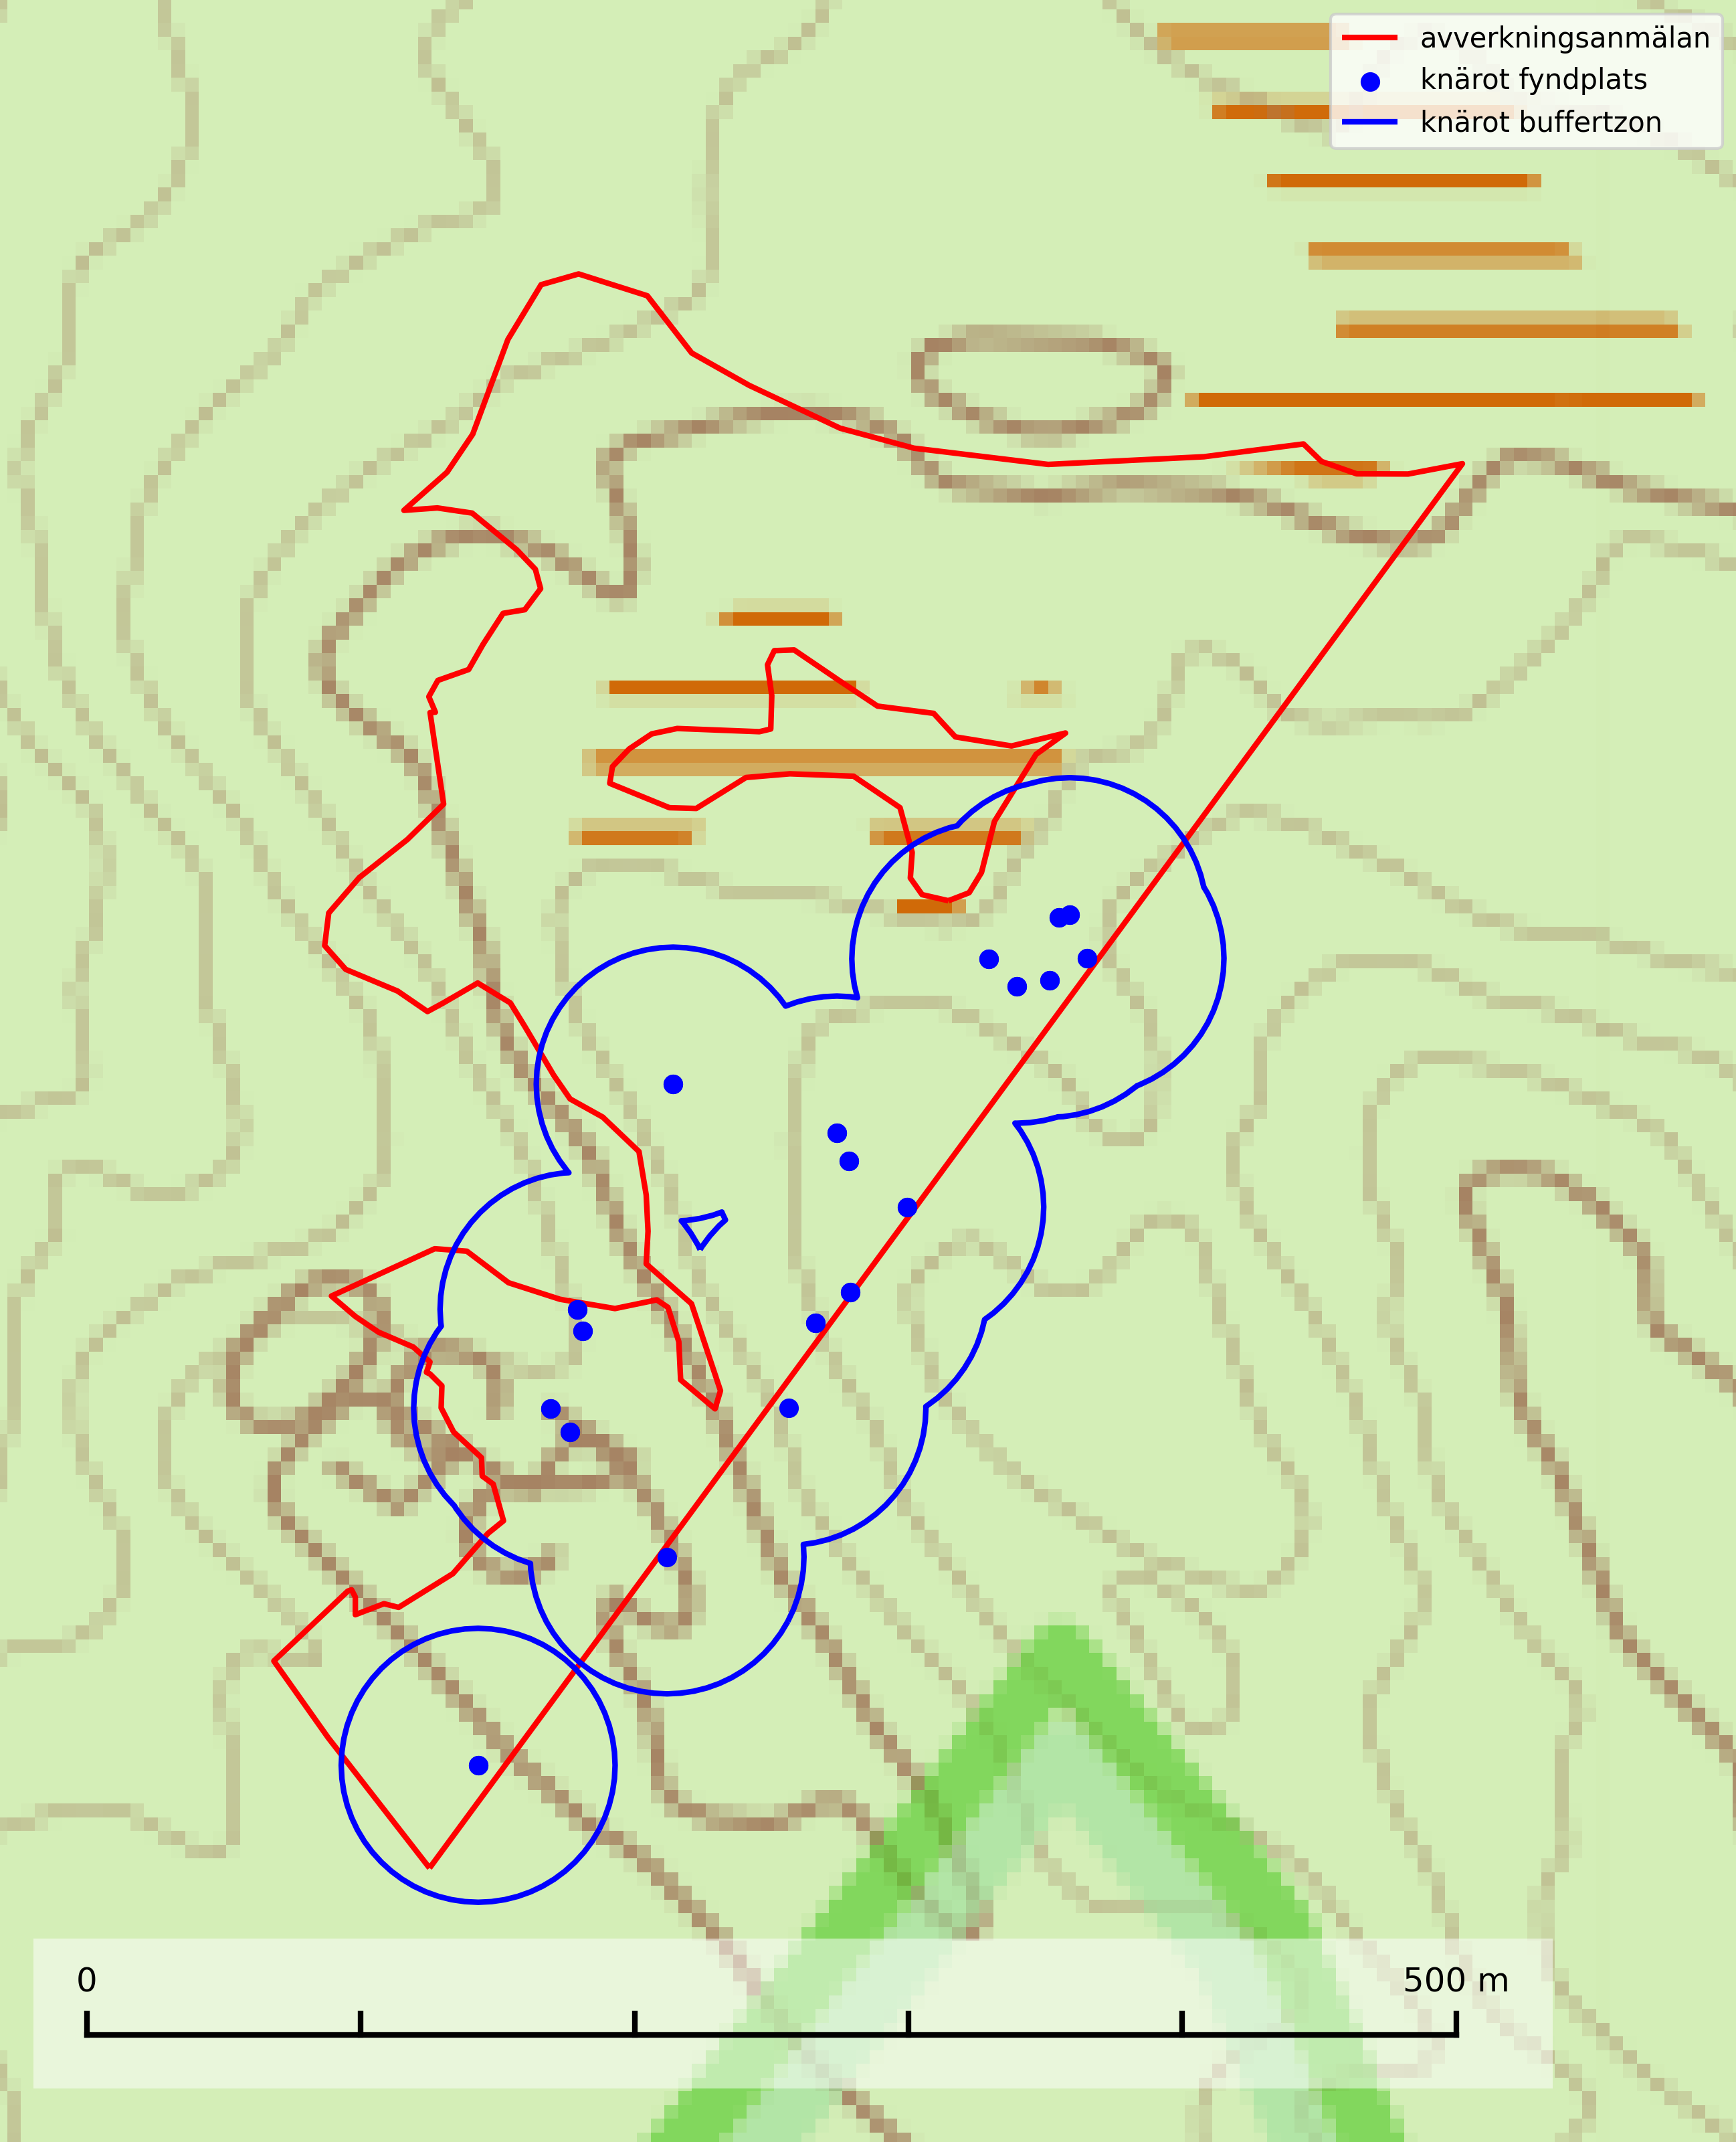 avverkningsanmälan
knärot fyndplats
knärot buffertzon
0
500 m